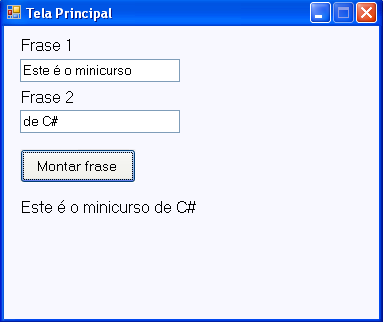 Tela Principal
Frase 1
Este é o minicurso
Frase 2
de C#
Montar frase
Este é o minicurso de C#